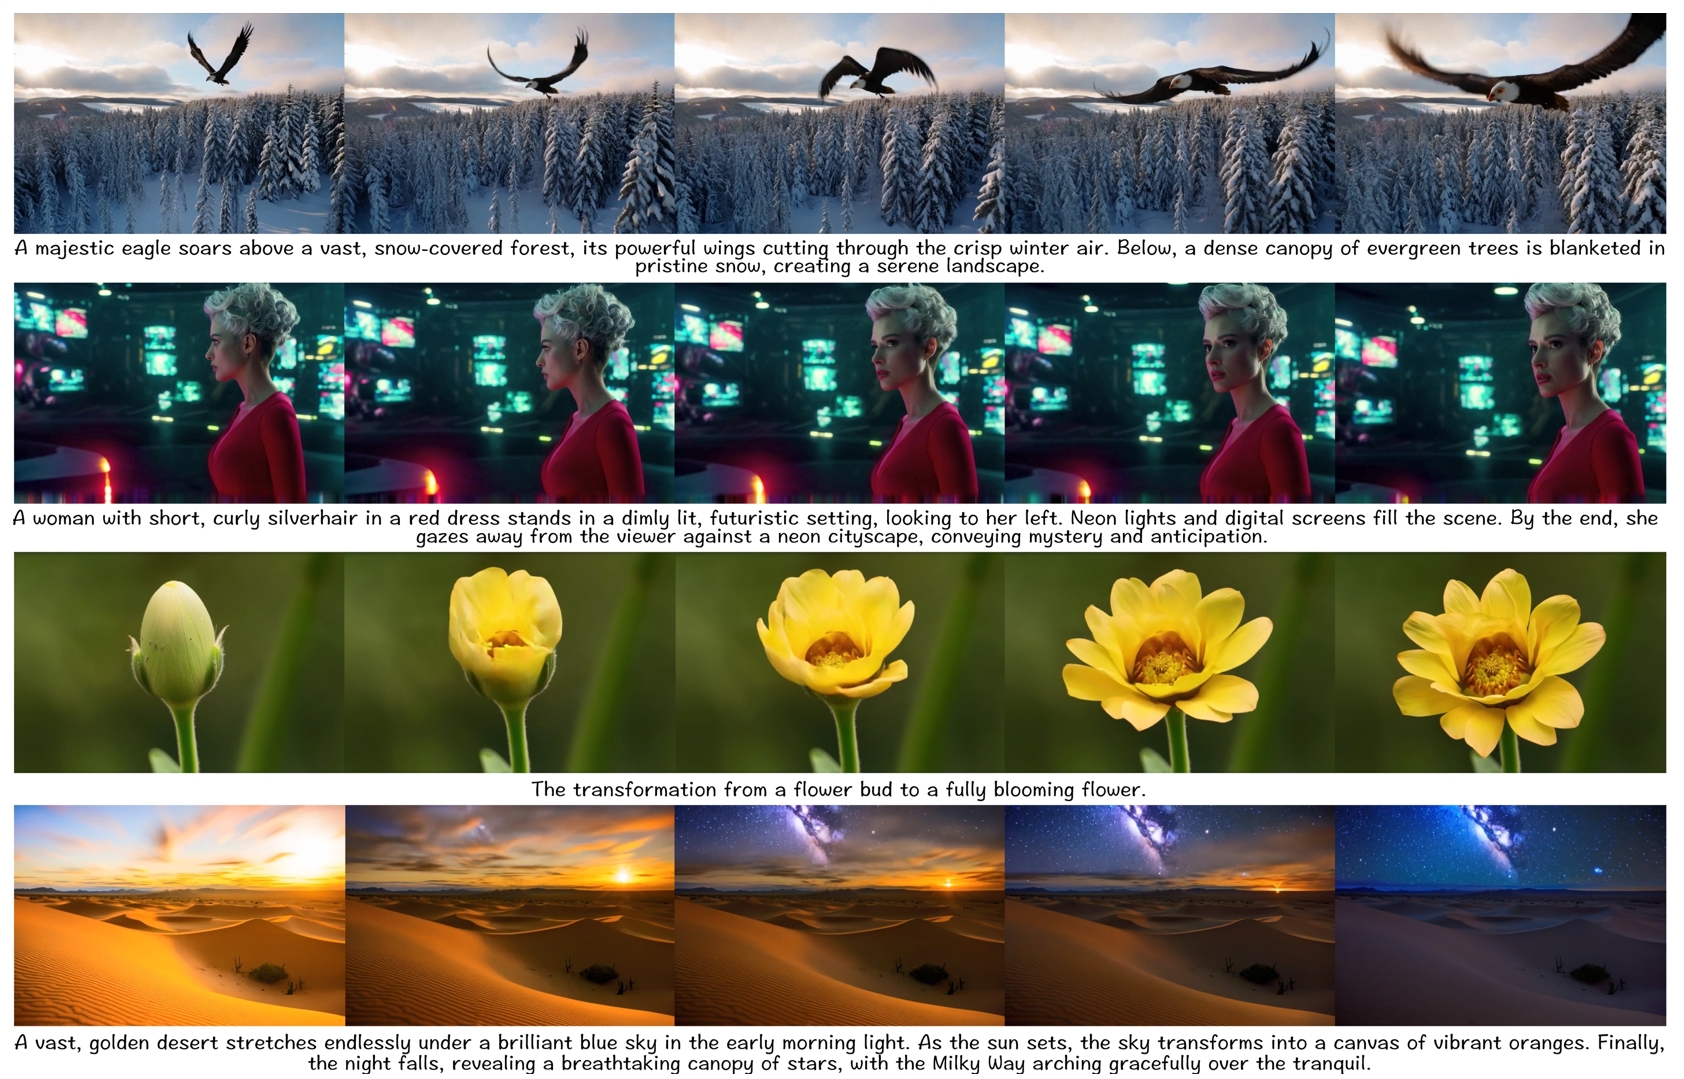 A majestic eagle soars above a vast, snow-covered forest, its powerful wings cutting through the crisp winter air. Below, a dense canopy of evergreen trees is blanketed in
pristine snow, creating a serene landscape.
A woman with short, curly silverhair in a red dress stands in a dimly lit, futuristic setting, looking to her left. Neon lights and digital screens fill the scene. By the end, she
gazes away from the viewer against a neon cityscape, conveying mystery and anticipation.
The transformation from a flower bud to a fully blooming flower.
A vast, golden desert stretches endlessly under a brilliant blue sky in the early morning light. As the sun sets, the sky transforms into a canvas of vibrant oranges. Finally,
the night falls, revealing a breathtaking canopy of stars, with the Milky Way arching gracefully over the tranquil.